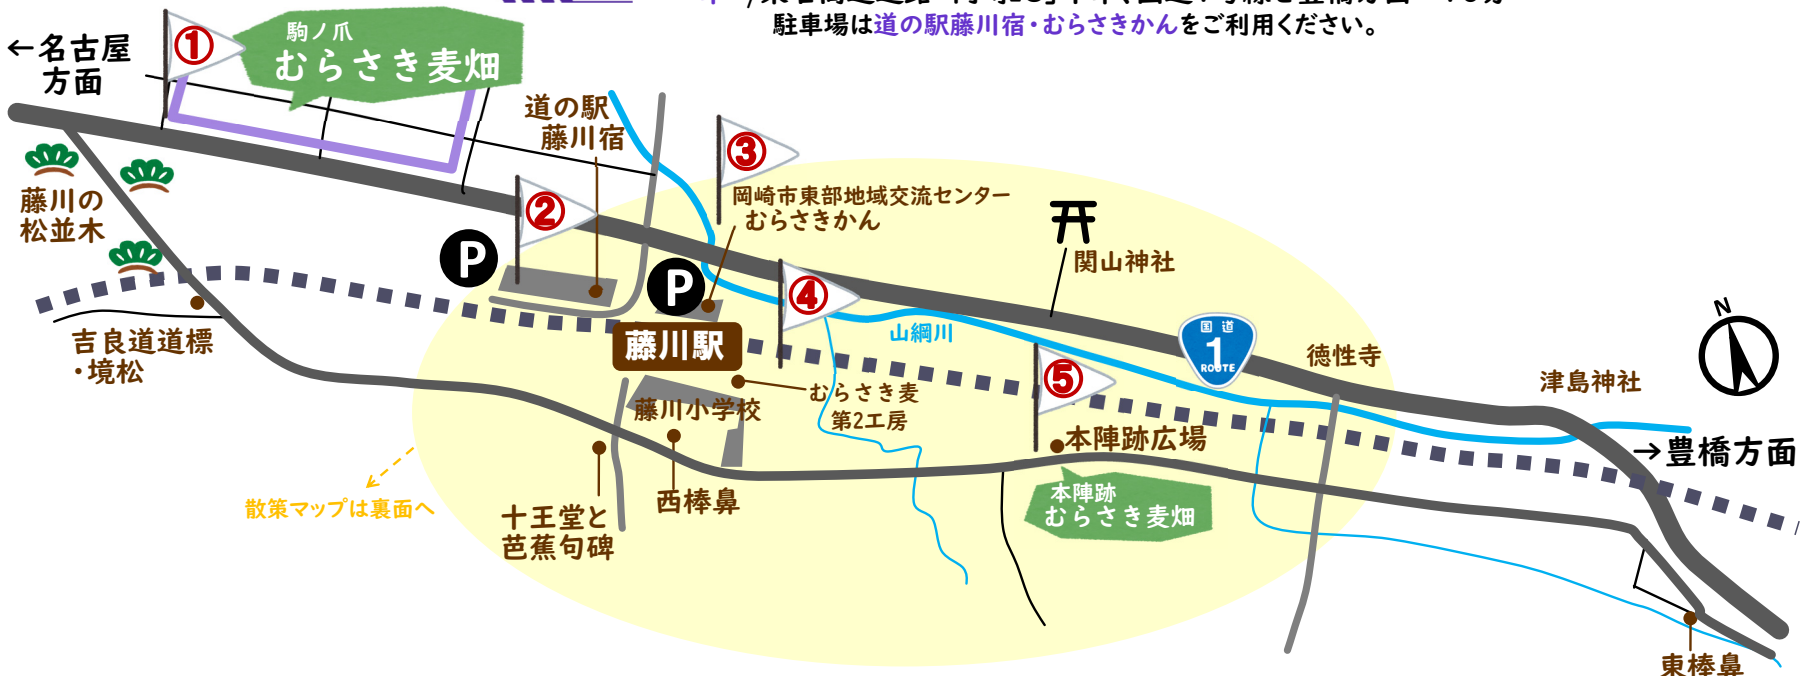 駐車場は道の駅藤川宿・むらさきかんをご利用ください。
←名古屋
方面
①
駒ノ爪
むらさき麦畑
道の駅
藤川宿
②
③
岡崎市東部地域交流センター
むらさきかん
藤川の
松並木
P
P
関山神社
④
山綱川
国道
1
ROUTE
N
吉良道道標
・境松
藤川駅
徳性寺
津島神社
⑤
むらさき麦
第2工房
藤川小学校
本陣跡広場
→豊橋方面
散策マップは裏面へ
西棒鼻
十王堂と
芭蕉句碑
本陣跡
むらさき麦畑
東棒鼻